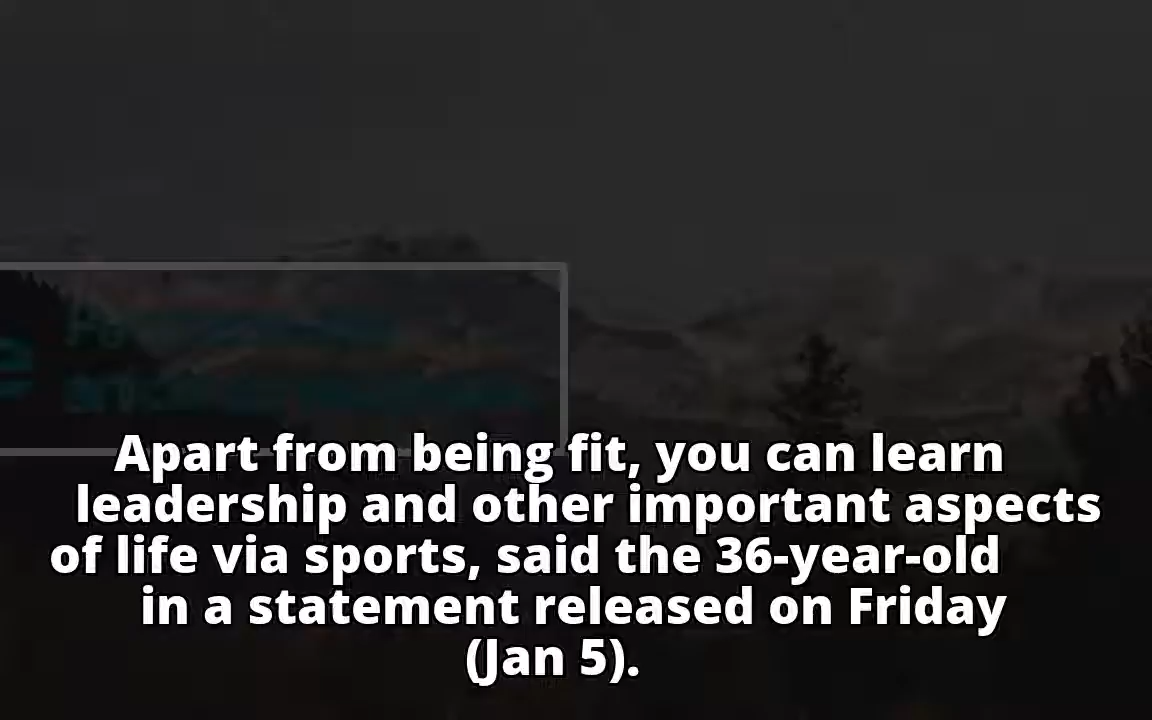 Apart from being fit, you can learn
leadership and other important aspects
of life via sports, said the 36-year-old
in a statement released on Friday
(Jan 5).